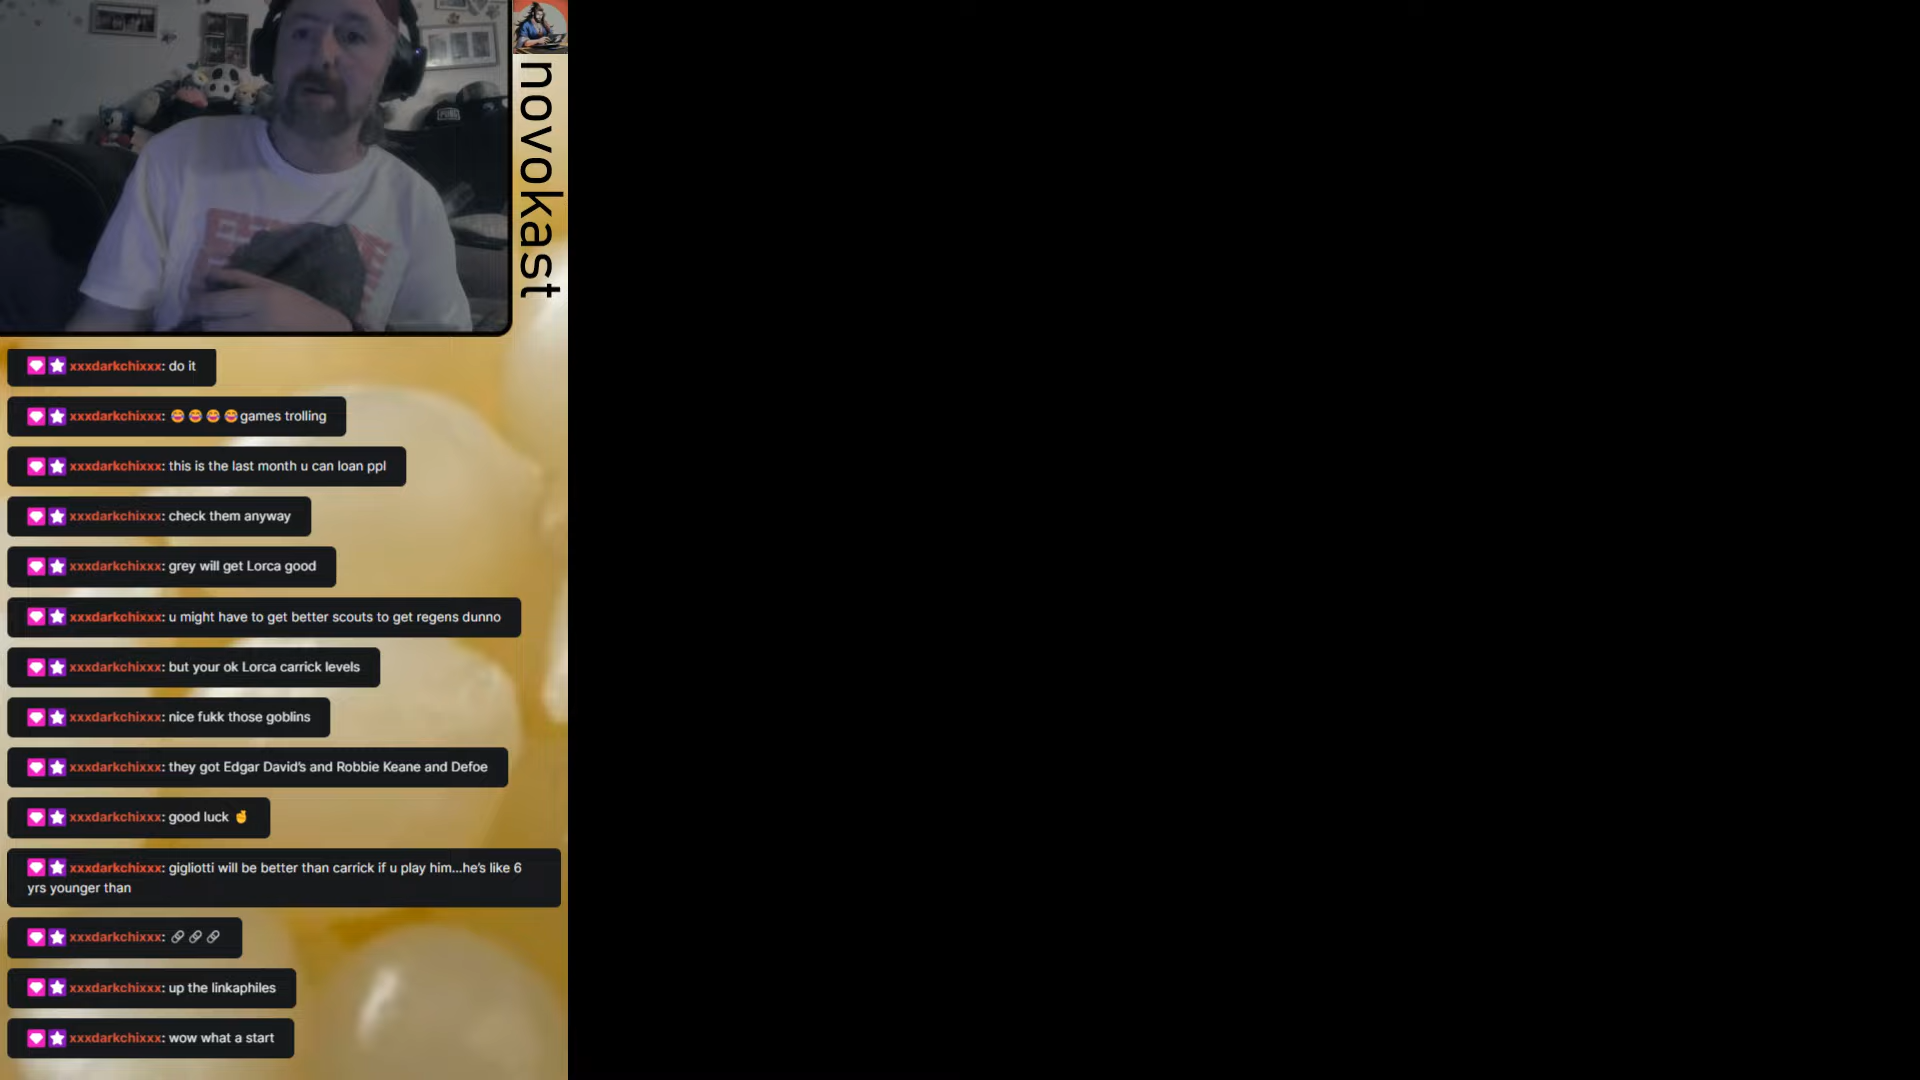 novokast
xxxdarkchixxx: do it
xxxdarkchixxx: 😂 😂 😂 😂 games trolling
xxxdarkchixxx: this is the last month u can loan ppl
xxxdarkchixxx: check them anyway
xxxdarkchixxx: grey will get Lorca good
xxxdarkchixxx: u might have to get better scouts to get regens dunno
xxxdarkchixxx: but your ok Lorca carrick levels
xxxdarkchixxx: nice fukk those goblins
xxxdarkchixxx: they got Edgar David's and Robbie Keane and Defoe
xxxdarkchixxx: good luck 🤞
xxxdarkchixxx: gigliotti will be better than carrick if u play him...he's like 6
yrs younger than
xxxdarkchixxx: 🔗 🔗 🔗
xxxdarkchixxx: up the linkaphiles
xxxdarkchixxx: wow what a start